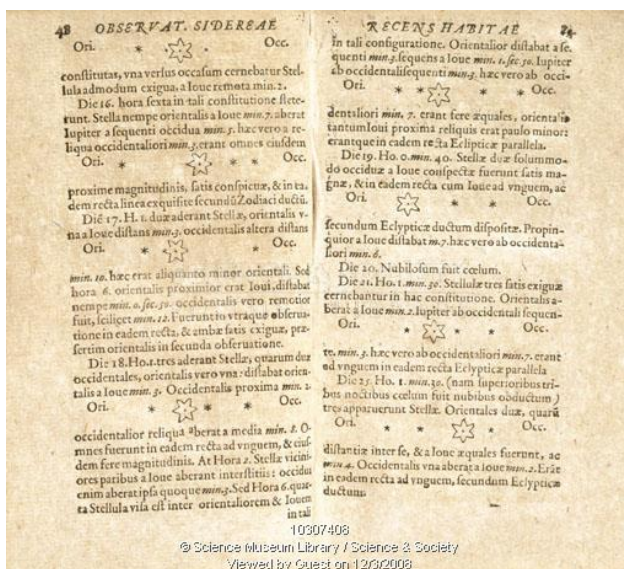 48 OBSERVAT. SIDEREAE
Ori. * * Occ.
constitutas, vna versus occasum cernebatur Stel-
lula admodum exigua, a Ioue remota min. 2.
Die 16. hora sexta in tali constitutione stete-
runt. Stella nempe orientalis a Ioue min. 7. aberat
Iupiter a sequenti occidua min. 5. hæc vero a re-
liqua occidentaliori min. 3. erant omnes eiusdem
Ori. * * * Occ.
proxime magnitudinis, satis conspicuæ, & in ea-
dem recta linea exquisite secundũ Zodiaci ductũ.
Diẽ 17. H. 1. duæ aderant Stellæ, orientalis v-
na a Ioue distans min. 3. occidentalis altera distans
Ori. * * Occ.
min. 10. hæc erat aliquanto minor orientali. Sed
hora 6. orientalis proximior erat Ioui, distabat
nempe min. 0. sec. 50. occidentalis vero remotior
fuit, scilicet min. 12. Fuerunt in vtraque obserua-
tione in eadem recta, & ambæ satis exiguæ, præ-
sertim orientalis in secunda obseruatione.
Die 18. Ho. 1. tres aderant Stellæ, quarum duæ
occidentales, orientalis vero vna: distabat orien-
talis a Ioue min. 3. Occidentalis proxima min. 2.
Ori. * * * Occ.
occidentalior reliqua aberat a media min. 8. O-
mnes fuerunt in eadem recta ad vnguem, & eius-
dem fere magnitudinis. At Hora 2. Stellæ vicini-
ores paribus a Ioue aberant interstitiis: occidua
enim aberat ipsa quoque min. 3. Sed Hora 6. quar-
ta Stellula visa est inter orientaliorem & Iouem
in tali
RECENS HABITAE
in tali configuratione. Orientalior distabat a se-
quenti min. 3. sequens a Ioue min. 1. sec. 50. Iupiter
ab occidentali sequenti min. 3. hæc vero ab occi-
Ori. * * * * Occ.
dentaliori min. 7. erant fere æquales, orientalis
tantum Ioui proxima reliquis erat paulo minor:
erantque in eadem recta Eclipticæ parallela.
Die 19. Ho. 0. min. 40. Stellæ duæ solummo-
do occiduæ a Ioue conspectæ fuerunt satis ma-
gnæ, & in eadem recta cum Ioue ad vnguem, ac
Ori. * * Occ.
secundum Eclypticæ ductum dispositæ. Propin-
quior a Ioue distabat m. 7. hæc vero ab occidenta-
liori min. 6.
Die 20. Nubilosum fuit cœlum.
Die 21. Ho. 1. min. 30. Stellulæ tres satis exiguæ
cernebantur in hac constitutione. Orientalis a-
berat a Ioue min. 2. Iupiter ab occidentali sequen-
Ori. * * * Occ.
te. min. 3. hæc vero ab occidentaliori min. 7. erant
ad vnguem in eadem recta Eclypticæ parallela
Die 25. Ho. 1. min. 30. (nam superioribus tri-
bus noctibus cœlum fuit nubibus obductum)
tres apparuerunt Stellæ. Orientales duæ, quarũ
Ori. * * * Occ.
distantiæ inter se, & a Ioue æquales fuerunt, ac
min 4. Occidentalis vna aberat a Ioue min. 2. Erãt
in eadem recta ad vnguem, secundum Eclypticæ
ductum.
10307408
© Science Museum Library / Science & Society
Viewed by Guest on 12/3/2008